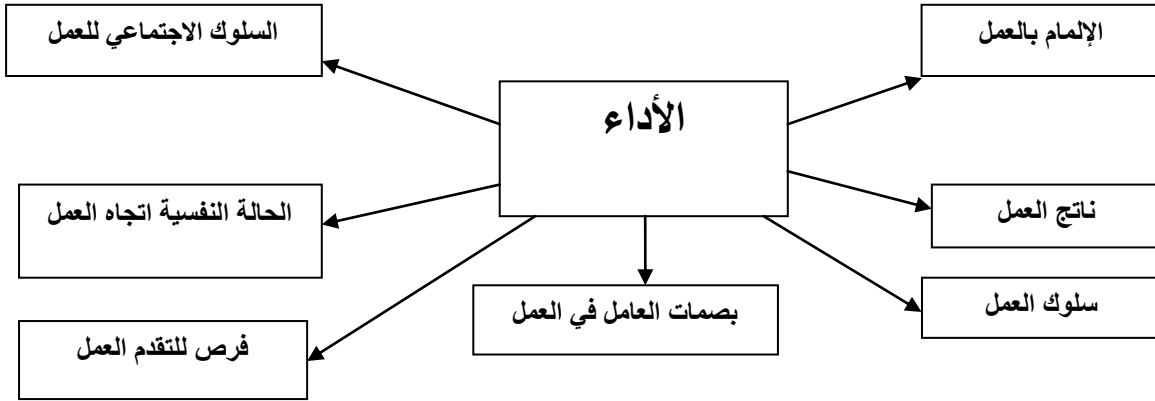 الإلمام بالعمل
السلوك الاجتماعي للعمل
الأداء
ناتج العمل
الحالة النفسية اتجاه العمل
سلوك العمل
بصمات العامل في العمل
فرص للتقدم العمل